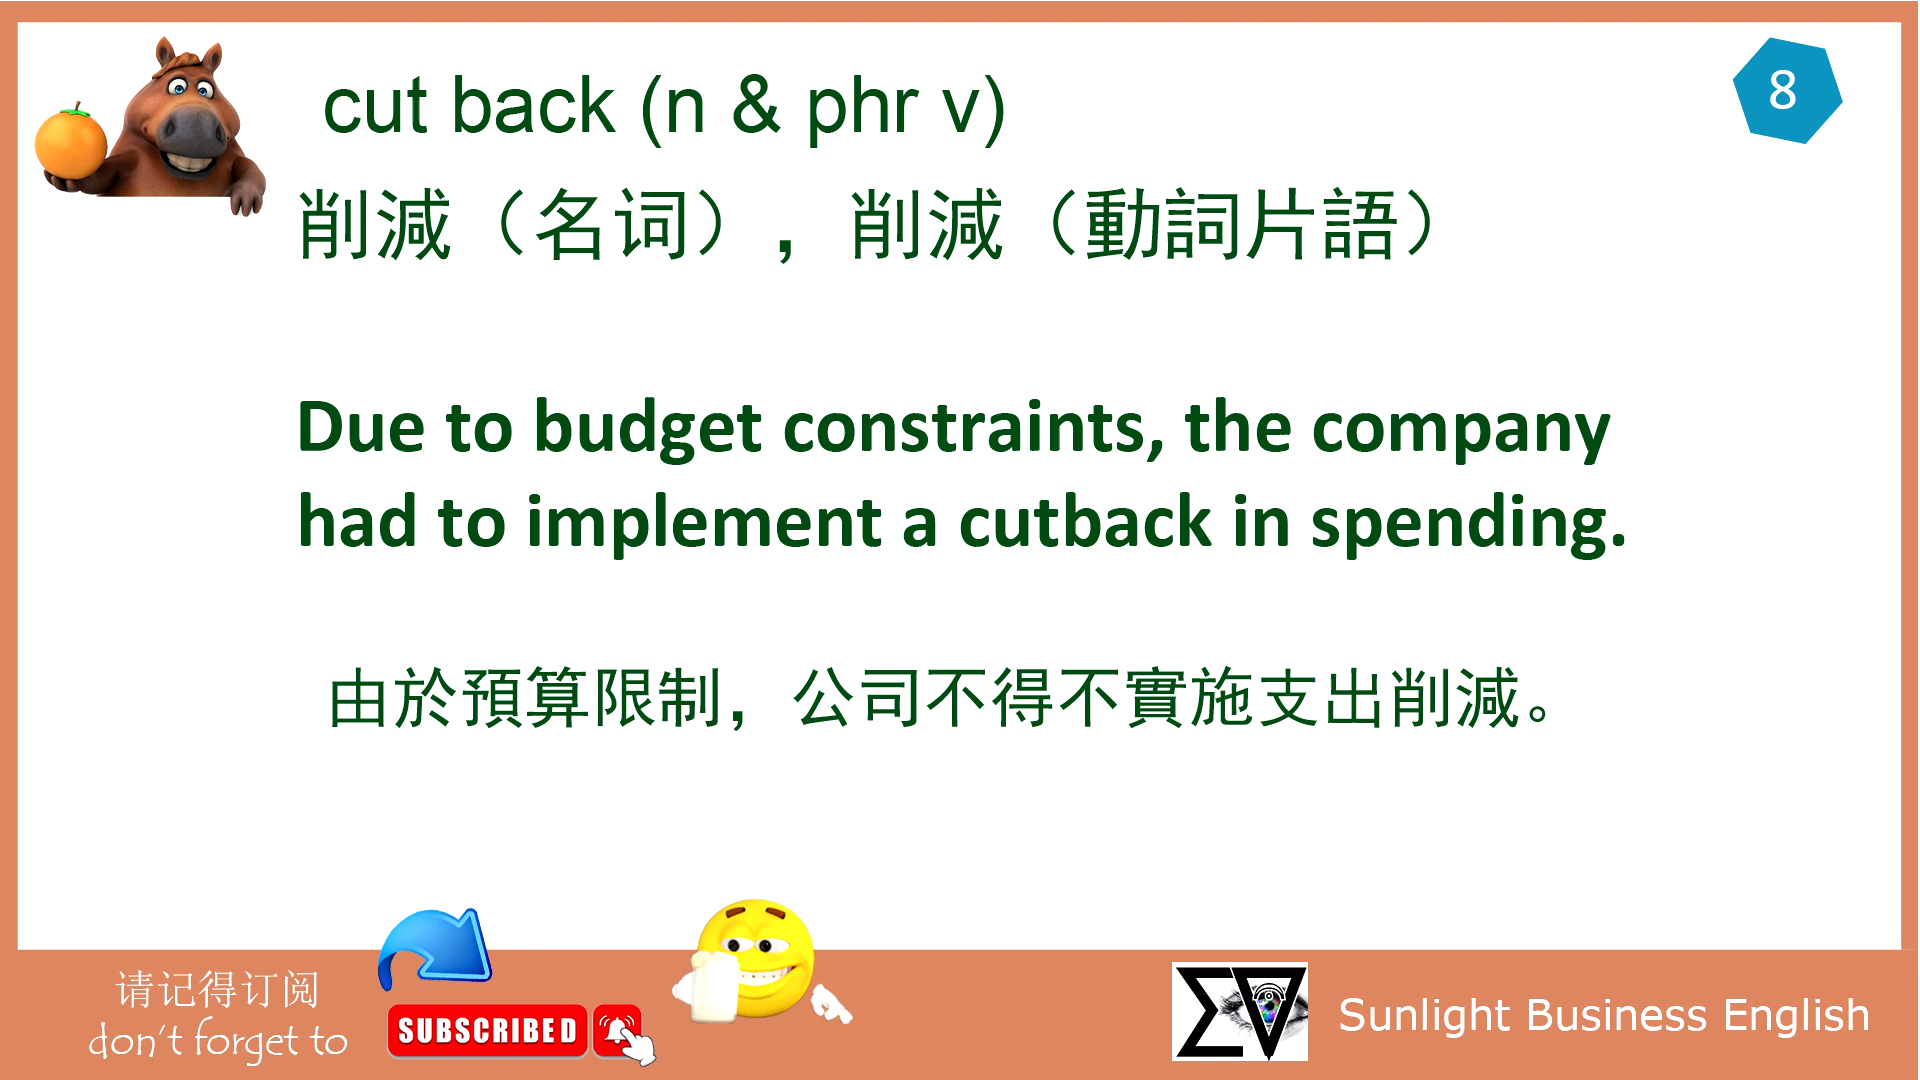 cut back (n & phr v)
8
削減（名词）, 削減（動詞片語）
Due to budget constraints, the company
had to implement a cutback in spending.
由於預算限制，公司不得不實施支出削減。
请记得订阅
don't forget to
SUBSCRIBED
Sunlight Business English